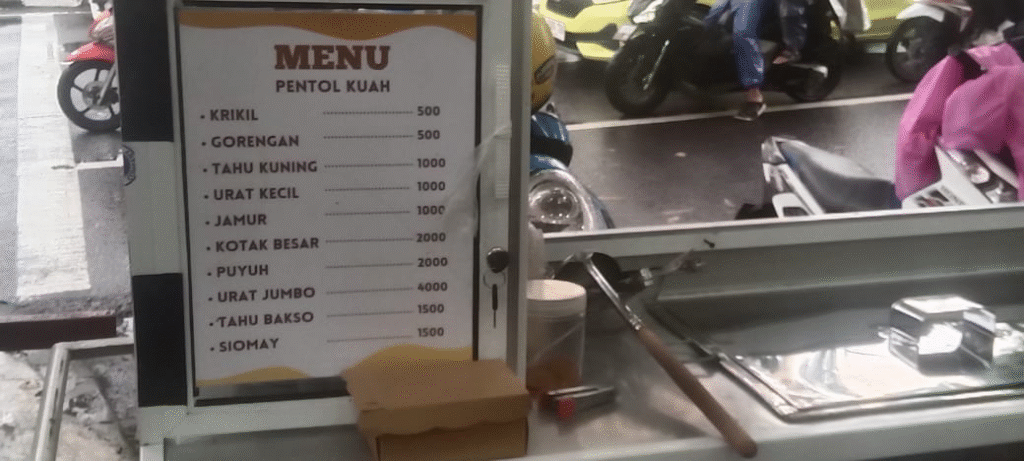 MENU
PENTOL KUAH
• KRIKIL ---------------- 500
• GORENGAN ---------------- 500
• TAHU KUNING ---------------- 1000
• URAT KECIL ---------------- 1000
• JAMUR ---------------- 1000
• KOTAK BESAR ---------------- 2000
• PUYUH ---------------- 2000
• URAT JUMBO ---------------- 4000
• TAHU BAKSO ---------------- 1500
• SIOMAY ---------------- 1500